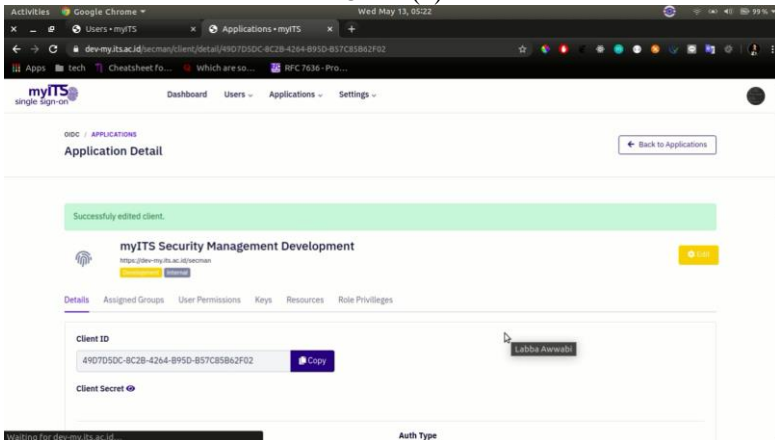 Activities Google Chrome Wed May 13, 05:22 99 %
Users • myITS Applications • myITS
dev-my.its.ac.id/secman/client/detail/49D7D5DC-8C2B-4264-B95D-B57C85B62F02
Apps tech Cheatsheet fo... Which are so... RFC 7636 - Pro...
myITS
single sign-on
Dashboard Users Applications Settings
OIDC / APPLICATIONS
Application Detail
← Back to Applications
Successfuly edited client.
myITS Security Management Development
https://dev-my.its.ac.id/secman
Development Internal
Edit
Details Assigned Groups User Permissions Keys Resources Role Privilleges
Client ID
49D7D5DC-8C2B-4264-B95D-B57C85B62F02 Copy
Labba Awwabi
Client Secret
Auth Type
Waiting for dev-my.its.ac.id...